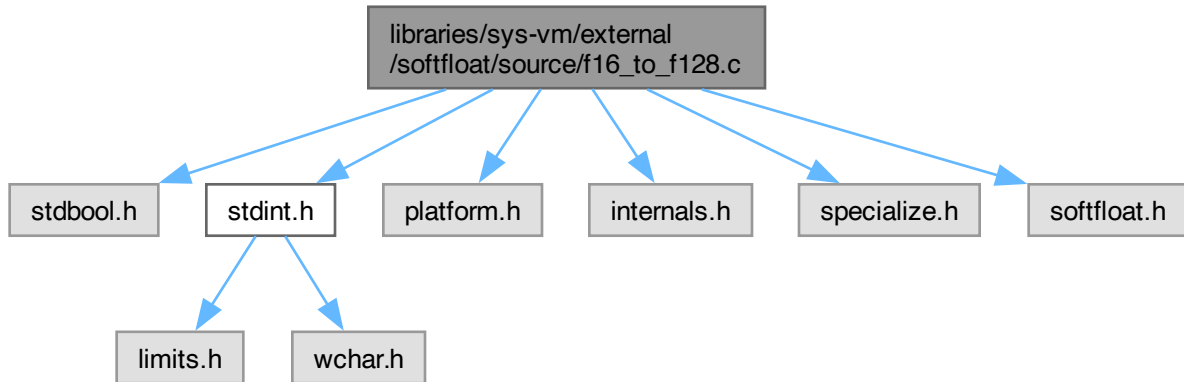 libraries/sys-vm/external
/softfloat/source/f16_to_f128.c
stdbool.h
stdint.h
platform.h
internals.h
specialize.h
softfloat.h
limits.h
wchar.h